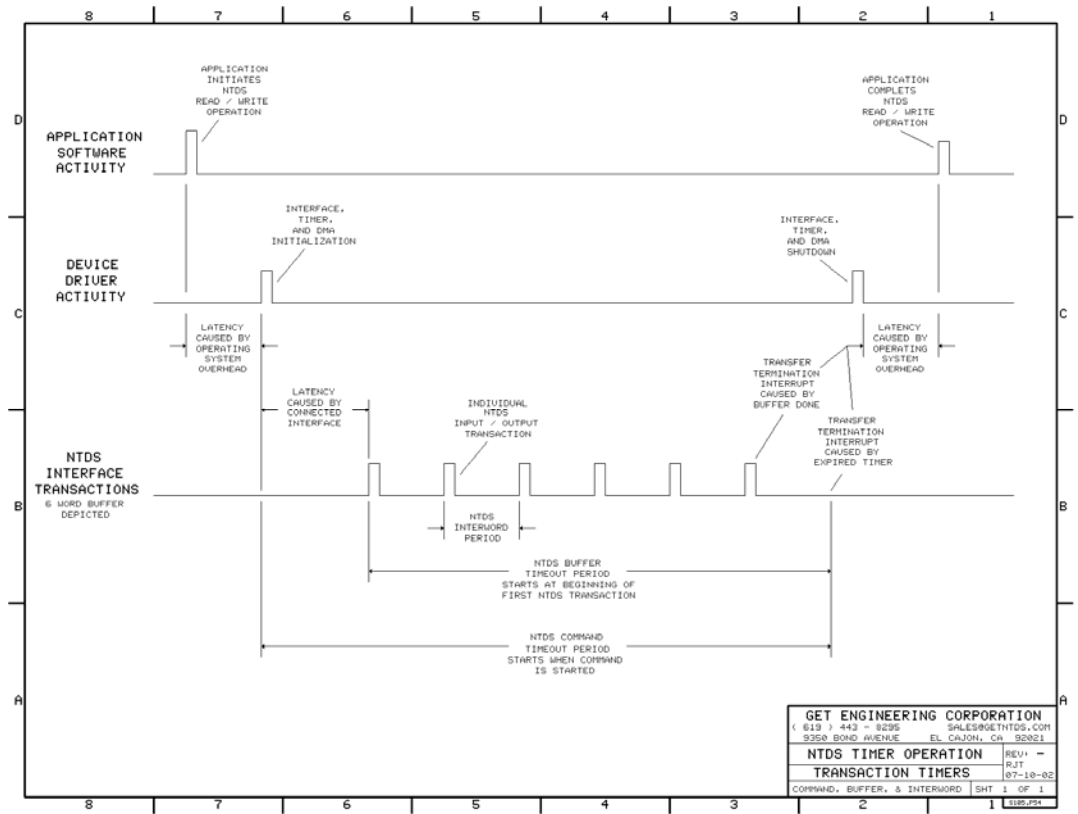 8 7 6 5 4 3 2 1
D
D
APPLICATION
INITIATES
NTDS
READ / WRITE
OPERATION
APPLICATION
COMPLETS
NTDS
READ / WRITE
OPERATION
APPLICATION
SOFTWARE
ACTIVITY
INTERFACE,
TIMER,
AND DMA
INITIALIZATION
INTERFACE,
TIMER,
AND DMA
SHUTDOWN
DEVICE
DRIVER
ACTIVITY
C
C
LATENCY
CAUSED BY
OPERATING
SYSTEM
OVERHEAD
LATENCY
CAUSED BY
OPERATING
SYSTEM
OVERHEAD
LATENCY
CAUSED BY
CONNECTED
INTERFACE
INDIVIDUAL
NTDS
INPUT / OUTPUT
TRANSACTION
TRANSFER
TERMINATION
INTERRUPT
CAUSED BY
BUFFER DONE
TRANSFER
TERMINATION
INTERRUPT
CAUSED BY
EXPIRED TIMER
NTDS
INTERFACE
TRANSACTIONS
6 WORD BUFFER
DEPICTED
B
B
NTDS
INTERWORD
PERIOD
NTDS BUFFER
TIMEOUT PERIOD
STARTS AT BEGINNING OF
FIRST NTDS TRANSACTION
NTDS COMMAND
TIMEOUT PERIOD
STARTS WHEN COMMAND
IS STARTED
A
A
GET ENGINEERING CORPORATION
( 619 ) 443 - 8295 SALES@GETNTDS.COM
9350 BOND AVENUE EL CAJON, CA 92021
NTDS TIMER OPERATION
REV: -
TRANSACTION TIMERS
RJT
07-10-02
COMMAND, BUFFER, & INTERWORD
SHT 1 OF 1
8 7 6 5 4 3 2 1
S105.P54